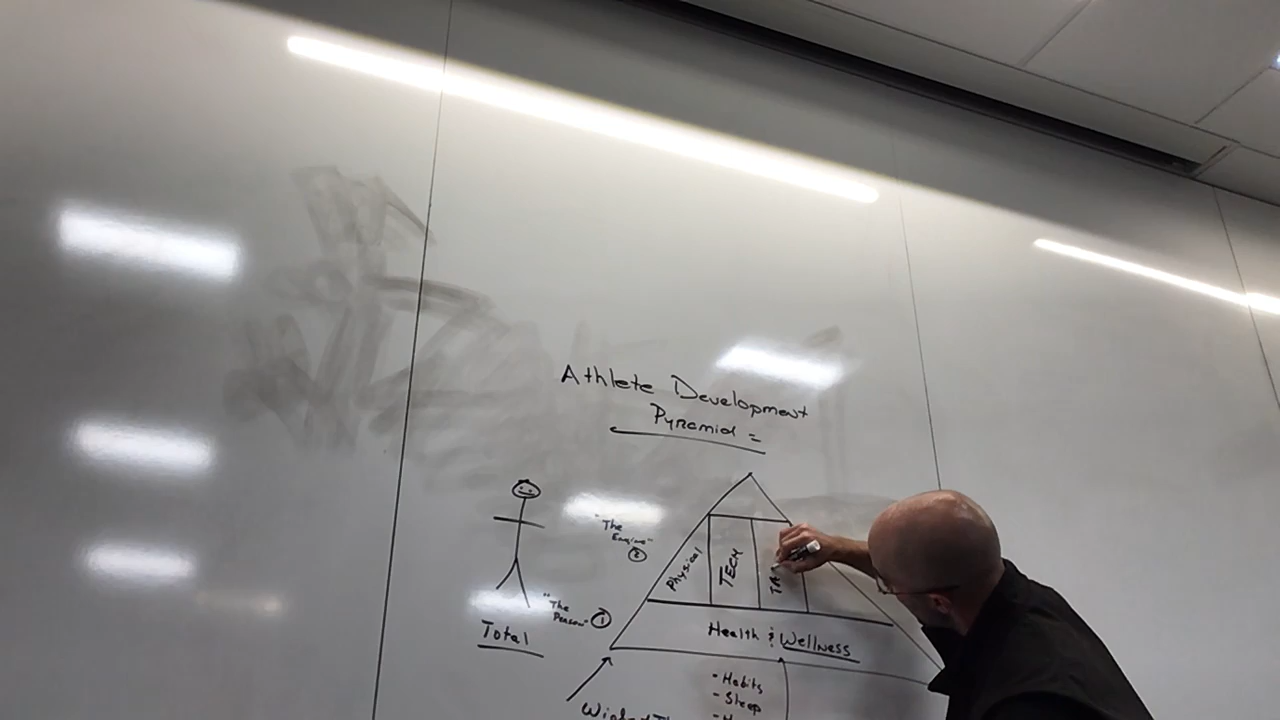 Athlete Development
Pyramid =
"The
Engine"
②
Physical
TECH
TA
"The
Person" ①
Total
Health & Wellness
- Habits
- Sleep